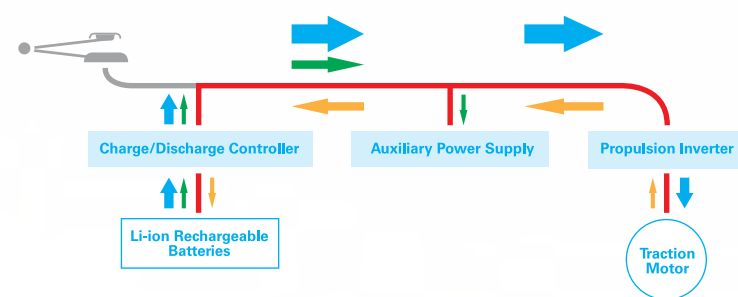 Charge/Discharge Controller
Auxiliary Power Supply
Propulsion Inverter
Li-ion Rechargeable
Batteries
Traction
Motor